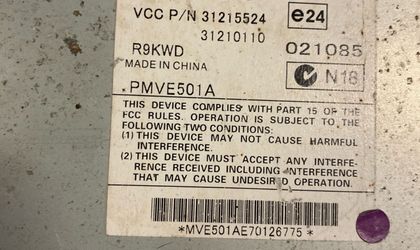 VCC P/N 31215524 e24
31210110
R9KWD 021085
MADE IN CHINA N18
PMVE501A
THIS DEVICE COMPLIES WITH PART 15 OF THE
FCC RULES. OPERATION IS SUBJECT TO THE
FOLLOWING TWO CONDITIONS:
(1) THIS DEVICE MAY NOT CAUSE HARMFUL
INTERFERENCE.
(2) THIS DEVICE MUST ACCEPT ANY INTERFE-
RENCE RECEIVED INCLUDING INTERFERENCE
THAT MAY CAUSE UNDESIRED OPERATION.
*MVE501AE70126775*